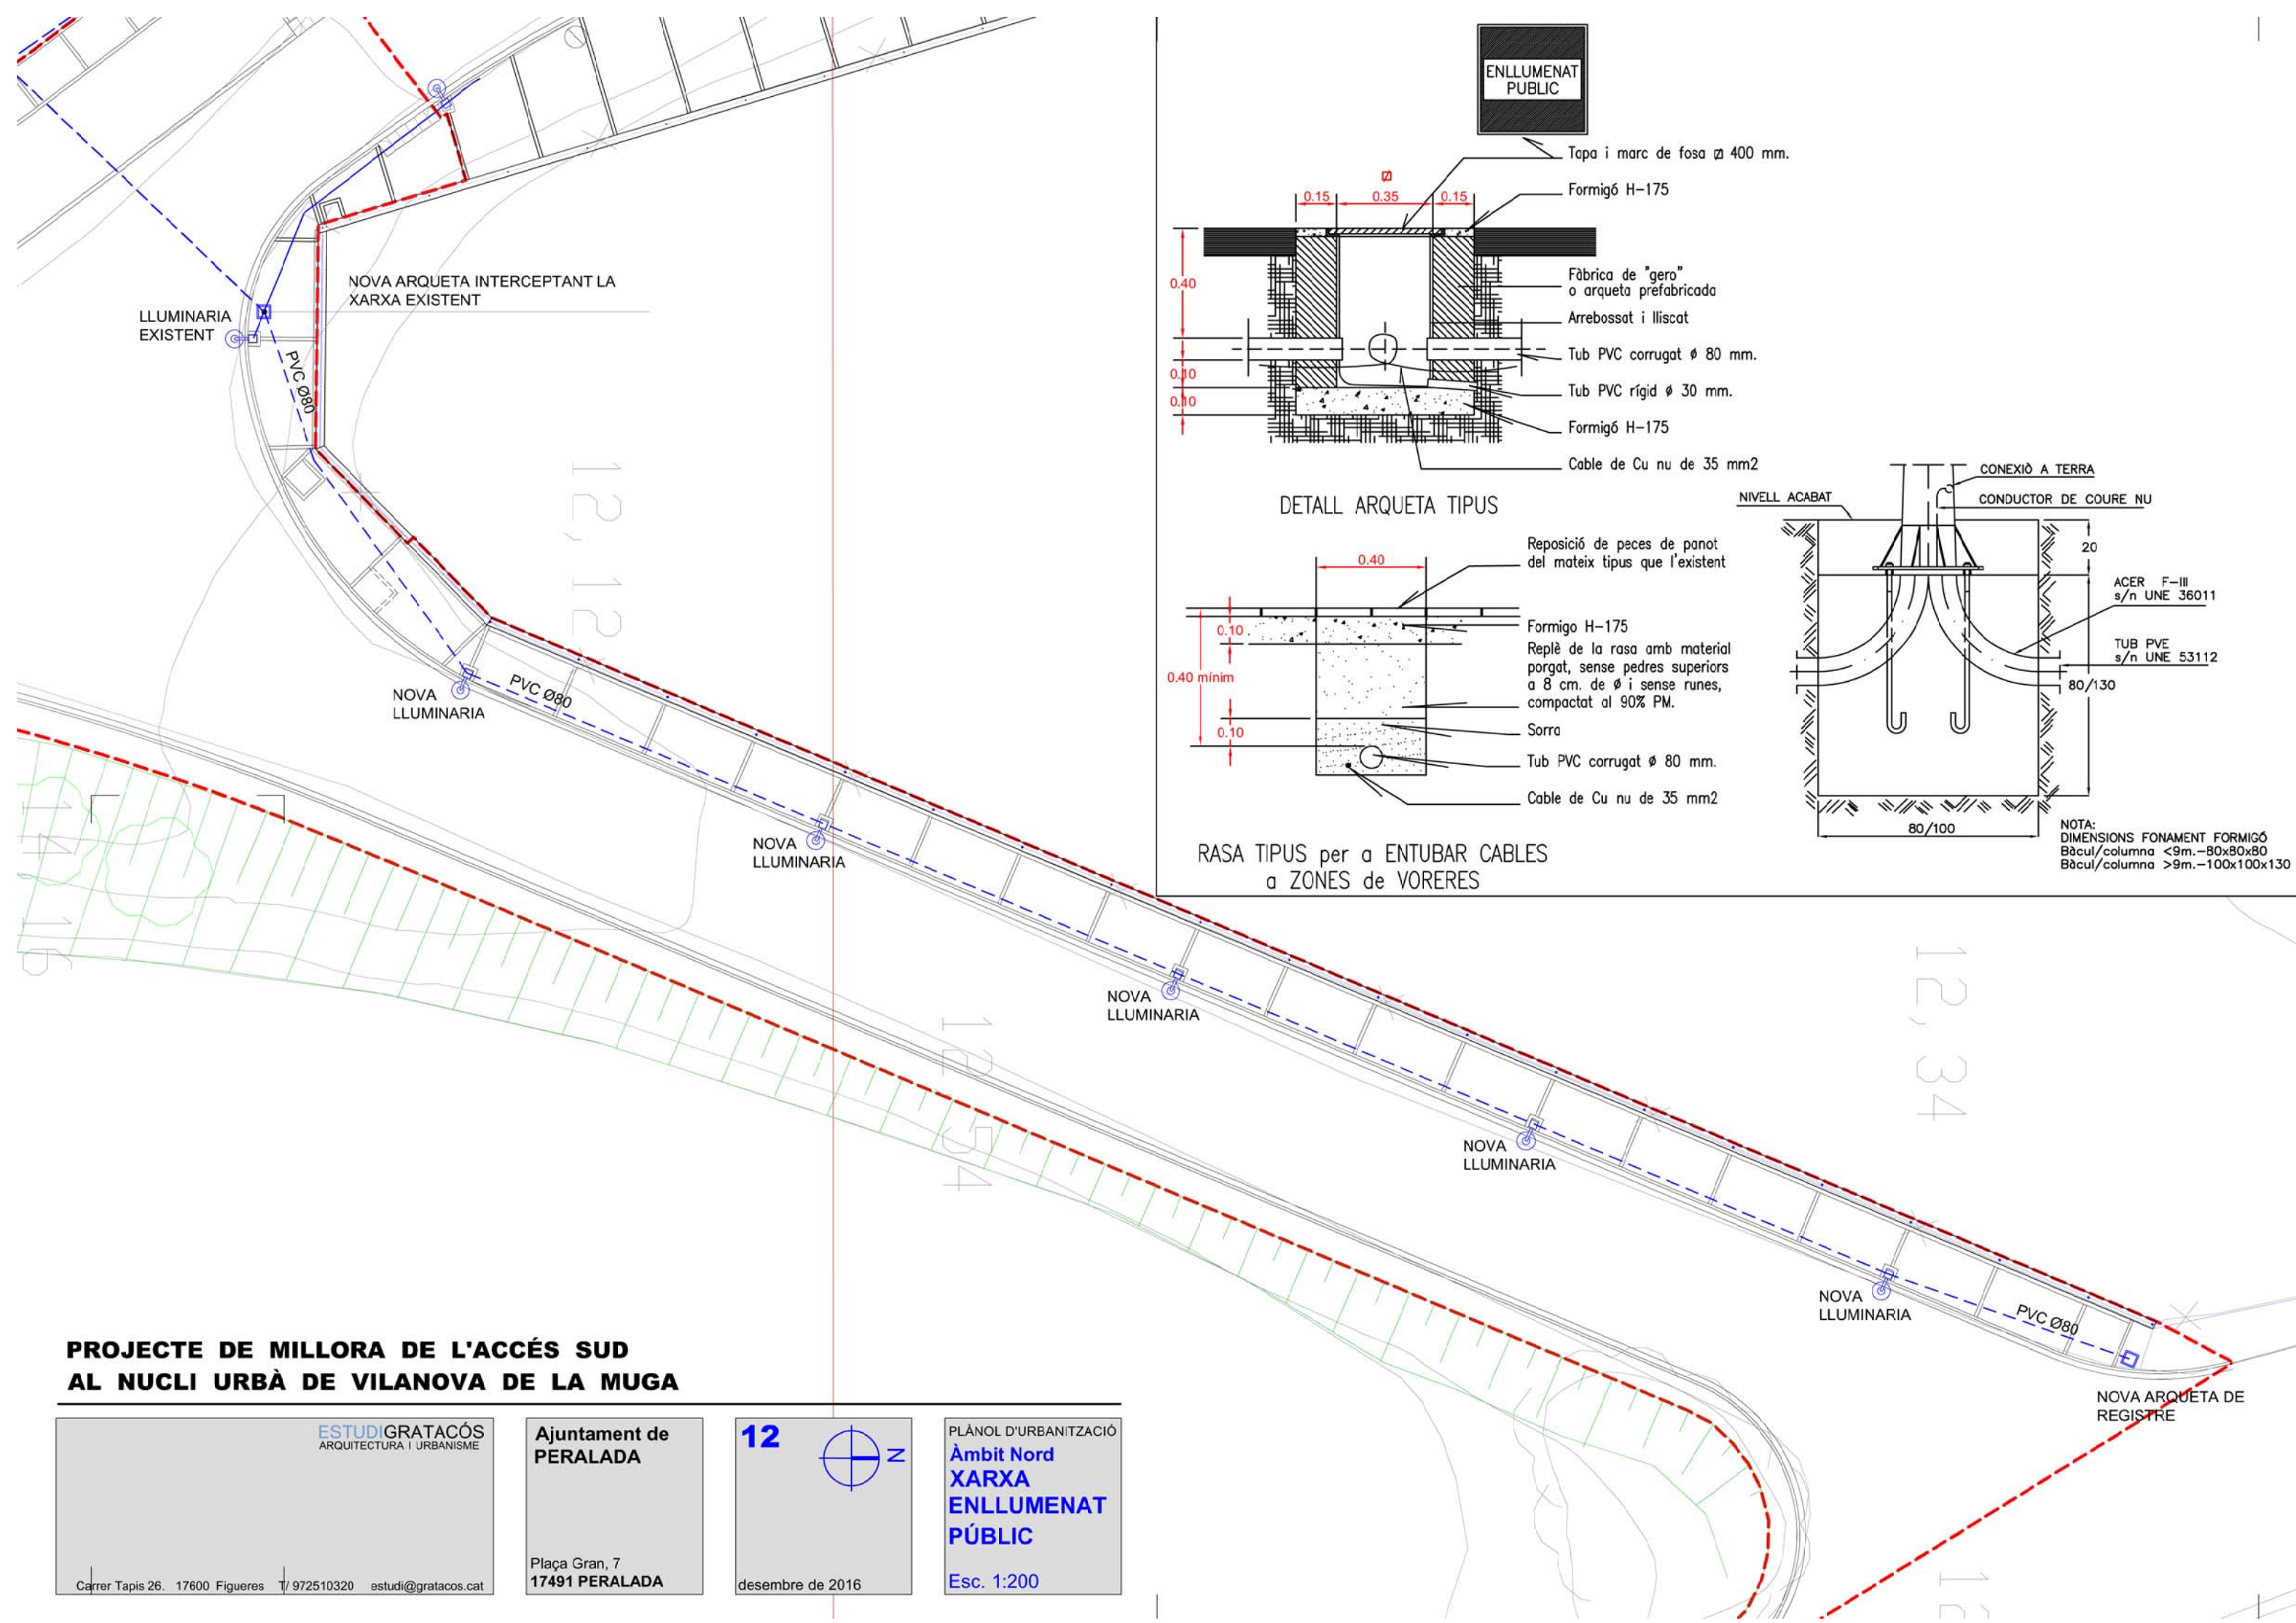 ENLLUMENAT
PUBLIC
Tapa i marc de fosa ⌀ 400 mm.
Formigó H-175
0.15
0.35
0.15
0.40
0.10
0.10
Fàbrica de "gero"
o arqueta prefabricada
Arrebossat i lliscat
Tub PVC corrugat ø 80 mm.
Tub PVC rígid ø 30 mm.
Formigó H-175
Cable de Cu nu de 35 mm2
DETALL ARQUETA TIPUS
0.40
Reposició de peces de panot
del mateix tipus que l'existent
0.10
0.40 mínim
0.10
Formigo H-175
Replè de la rasa amb material
porgat, sense pedres superiors
a 8 cm. de ø i sense runes,
compactat al 90% PM.
Sorra
Tub PVC corrugat ø 80 mm.
Cable de Cu nu de 35 mm2
RASA TIPUS per a ENTUBAR CABLES
a ZONES de VORERES
NIVELL ACABAT
CONEXIÒ A TERRA
CONDUCTOR DE COURE NU
20
ACER F-III
s/n UNE 36011
TUB PVE
s/n UNE 53112
80/130
80/100
NOTA:
DIMENSIONS FONAMENT FORMIGÓ
Bàcul/columna <9m.-80x80x80
Bàcul/columna >9m.-100x100x130
NOVA ARQUETA INTERCEPTANT LA
XARXA EXISTENT
LLUMINARIA
EXISTENT
PVC Ø80
12,12
NOVA
LLUMINARIA
PVC Ø80
NOVA
LLUMINARIA
NOVA
LLUMINARIA
12,34
NOVA
LLUMINARIA
NOVA
LLUMINARIA
PVC Ø80
NOVA ARQUETA DE
REGISTRE
PROJECTE DE MILLORA DE L'ACCÉS SUD
AL NUCLI URBÀ DE VILANOVA DE LA MUGA
ESTUDIGRATACÓS
ARQUITECTURA I URBANISME
Carrer Tapis 26. 17600 Figueres T/ 972510320 estudi@gratacos.cat
Ajuntament de
PERALADA
Plaça Gran, 7
17491 PERALADA
12
N
desembre de 2016
PLÀNOL D'URBANITZACIÓ
Àmbit Nord
XARXA
ENLLUMENAT
PÚBLIC
Esc. 1:200